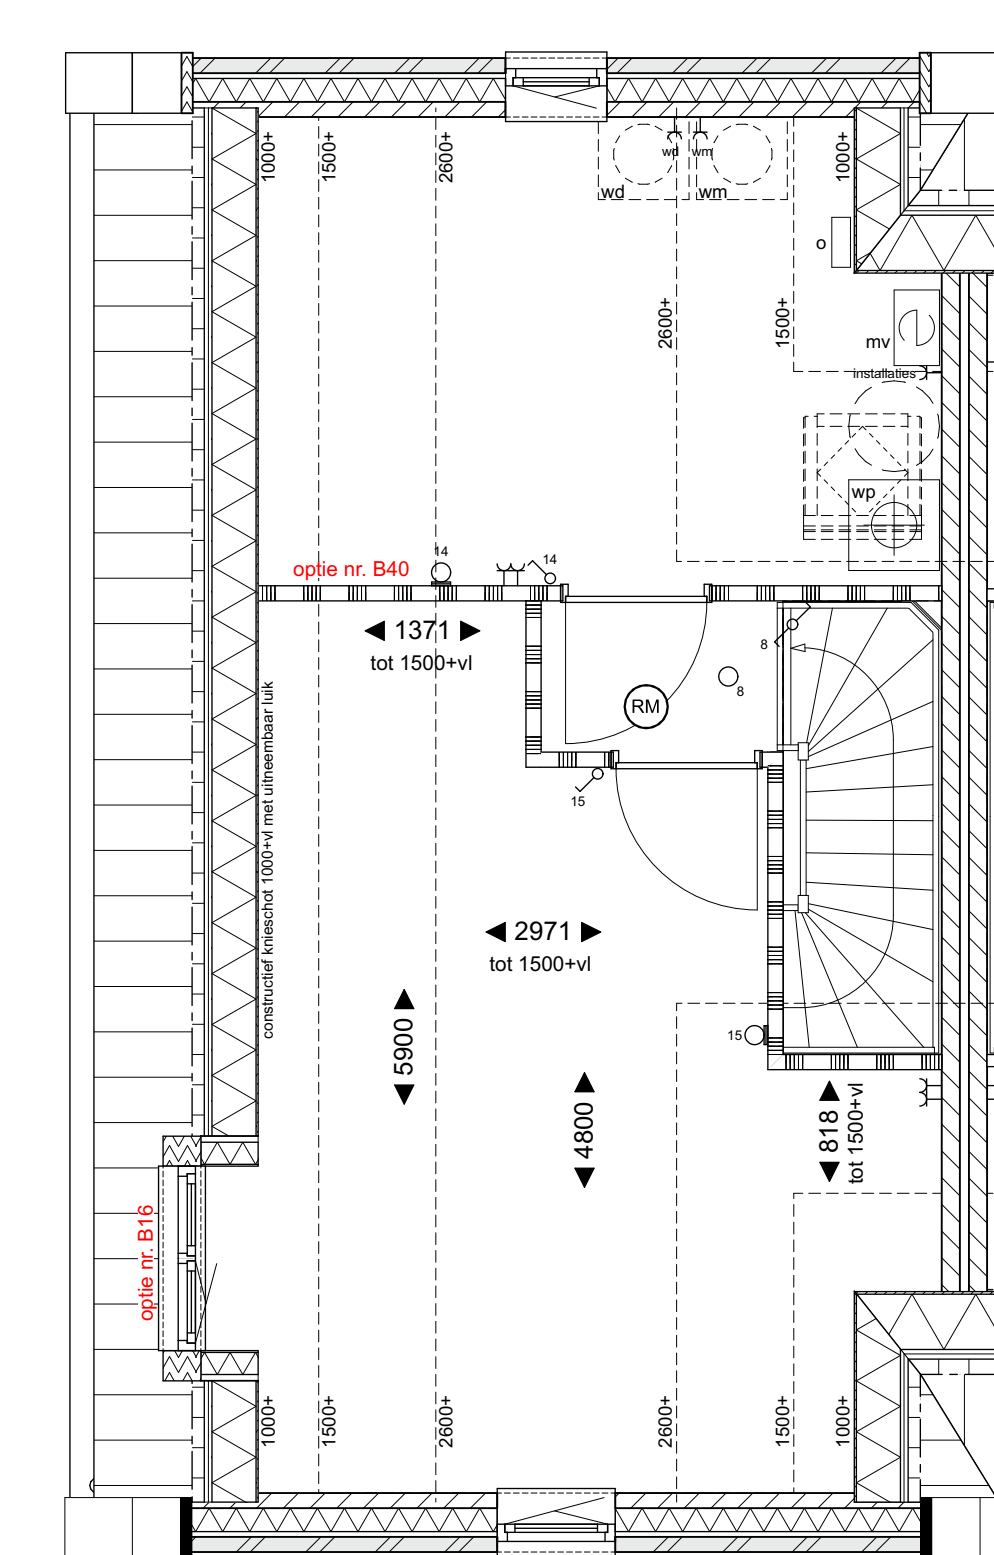 1000+
1500+
2600+
wd
wm
1000+
wd
wm
o
2600+
1500+
mv
installaties
wp
optie nr. B40
14
14
1371
tot 1500+vl
8
8
RM
15
constructief knieschot 1000+vl met uitneembaar luik
2971
tot 1500+vl
5900
15
4800
818
tot 1500+vl
optie nr. B16
1000+
1500+
2600+
2600+
1500+
1000+